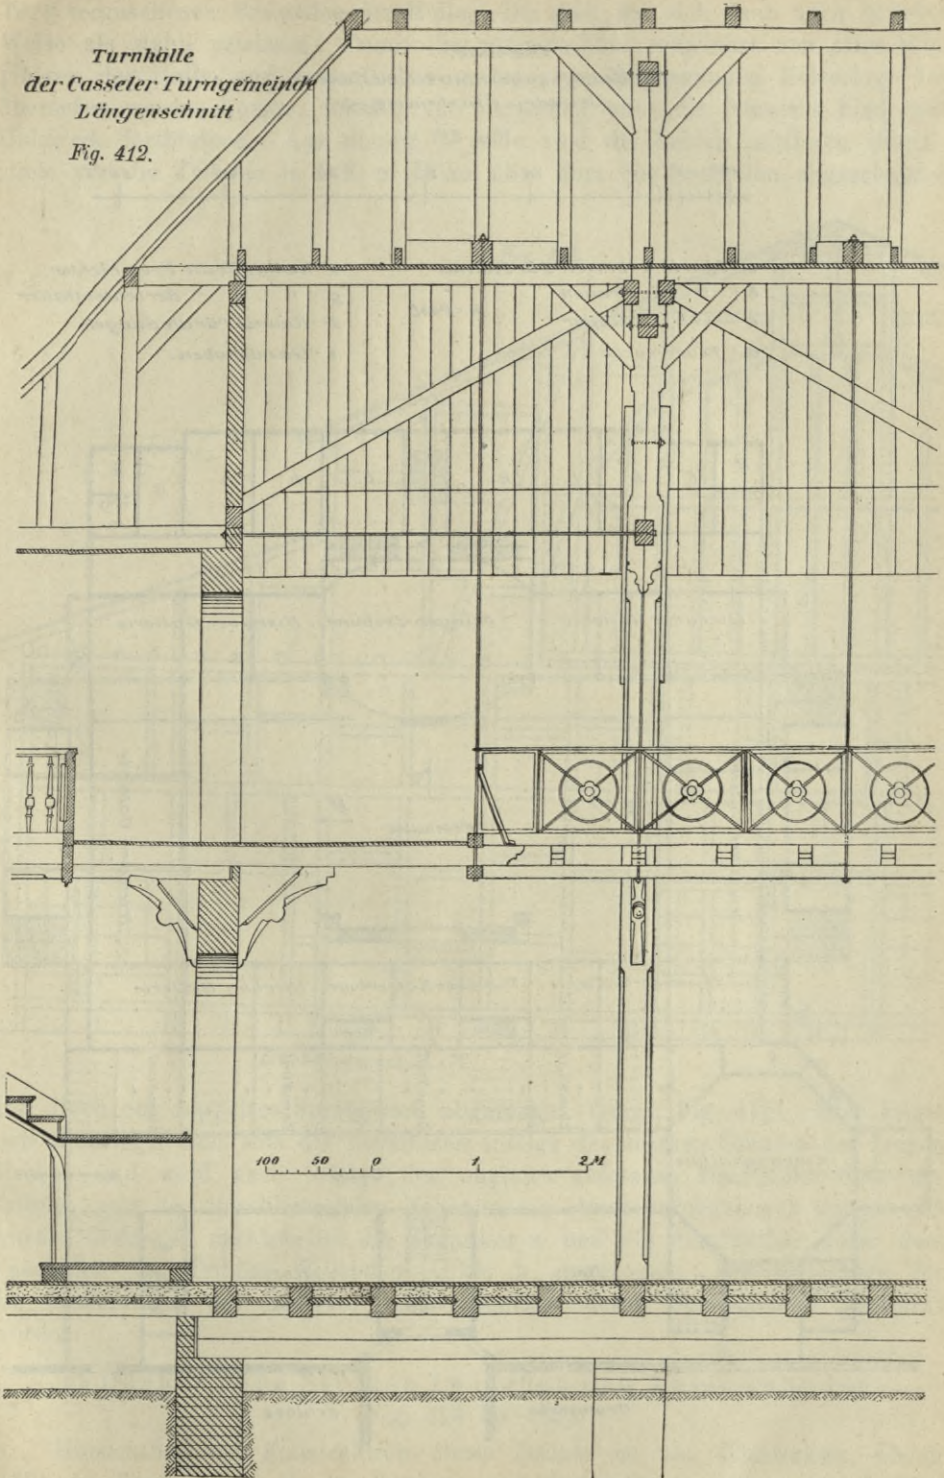 Turnhalle
der Casseler Turngemeinde
Längenschnitt
Fig. 412.
100 50 0 1 2 M